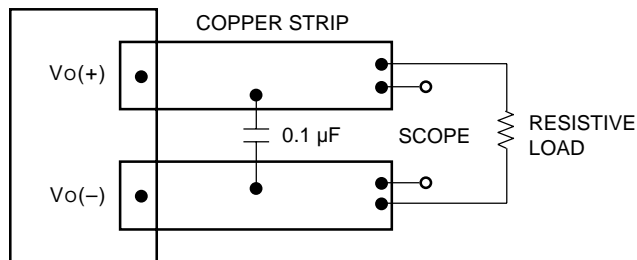 COPPER STRIP
VO(+)
0.1 µF
SCOPE
RESISTIVE
LOAD
VO(–)